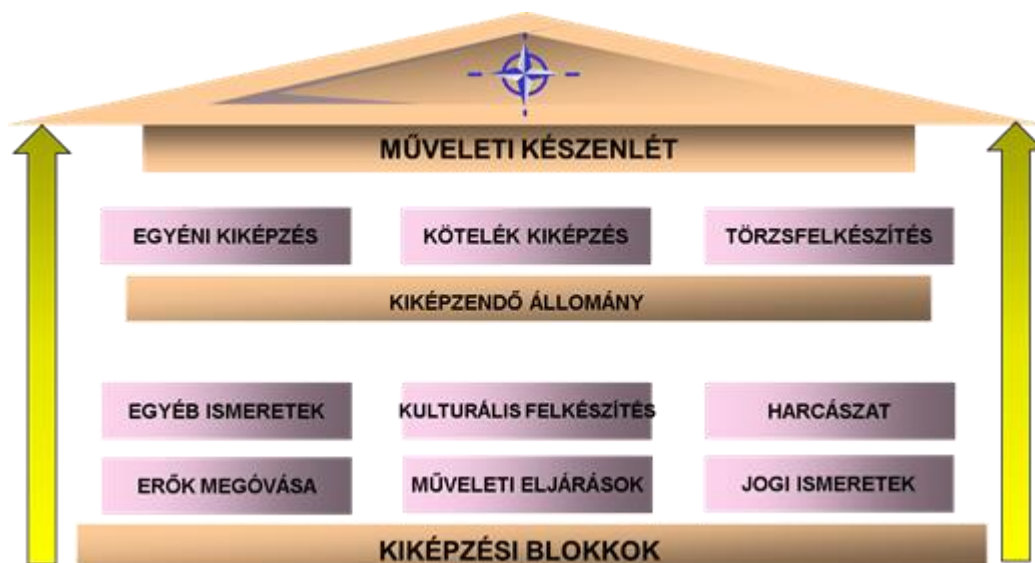 MŰVELETI KÉSZENLÉT
EGYÉNI KIKÉPZÉS
KÖTELÉK KIKÉPZÉS
TÖRZSFELKÉSZÍTÉS
KIKÉPZENDŐ ÁLLOMÁNY
EGYÉB ISMERETEK
KULTURÁLIS FELKÉSZÍTÉS
HARCÁSZAT
ERŐK MEGÓVÁSA
MŰVELETI ELJÁRÁSOK
JOGI ISMERETEK
KIKÉPZÉSI BLOKKOK